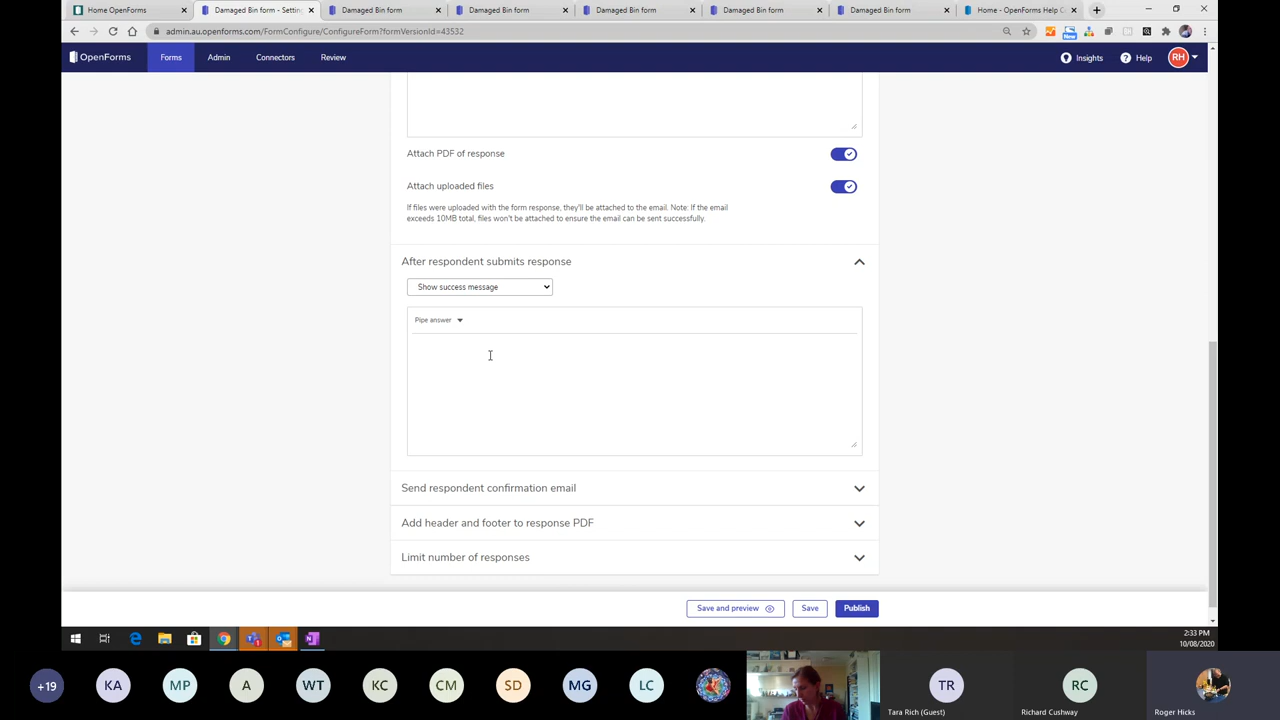 Home OpenForms
Damaged Bin form - Settin
Damaged Bin form
Damaged Bin form
Damaged Bin form
Damaged Bin form
Damaged Bin form
Home - OpenForms Help C
admin.au.openforms.com/FormConfigure/ConfigureForm?formVersionId=43532
New
OpenForms
Forms
Admin
Connectors
Review
Insights
Help
RH
Attach PDF of response
Attach uploaded files
If files were uploaded with the form response, they'll be attached to the email. Note: If the email
exceeds 10MB total, files won't be attached to ensure the email can be sent successfully.
After respondent submits response
Show success message
Pipe answer
Send respondent confirmation email
Add header and footer to response PDF
Limit number of responses
Save and preview
Save
Publish
2:33 PM
10/08/2020
+19
KA
MP
A
WT
KC
CM
SD
MG
LC
TR
RC
Tara Rich (Guest)
Richard Cushway
Roger Hicks